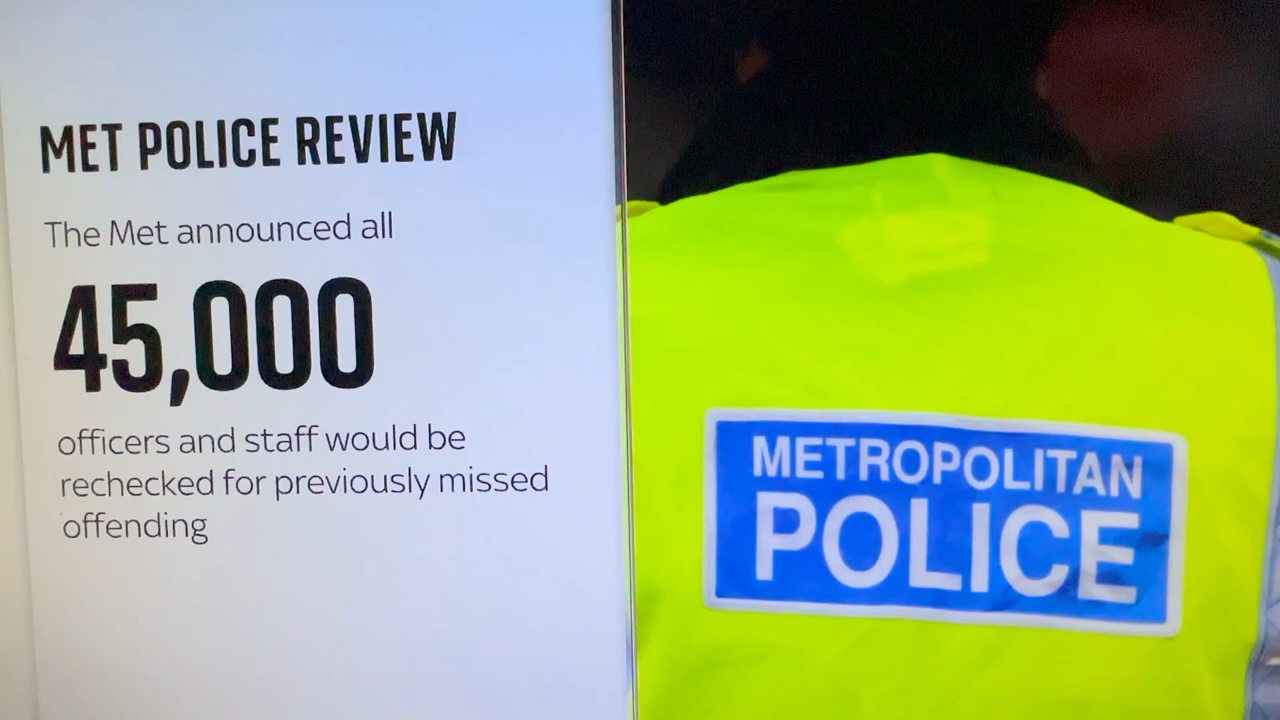 MET POLICE REVIEW
The Met announced all
45,000
officers and staff would be
rechecked for previously missed
offending
METROPOLITAN
POLICE